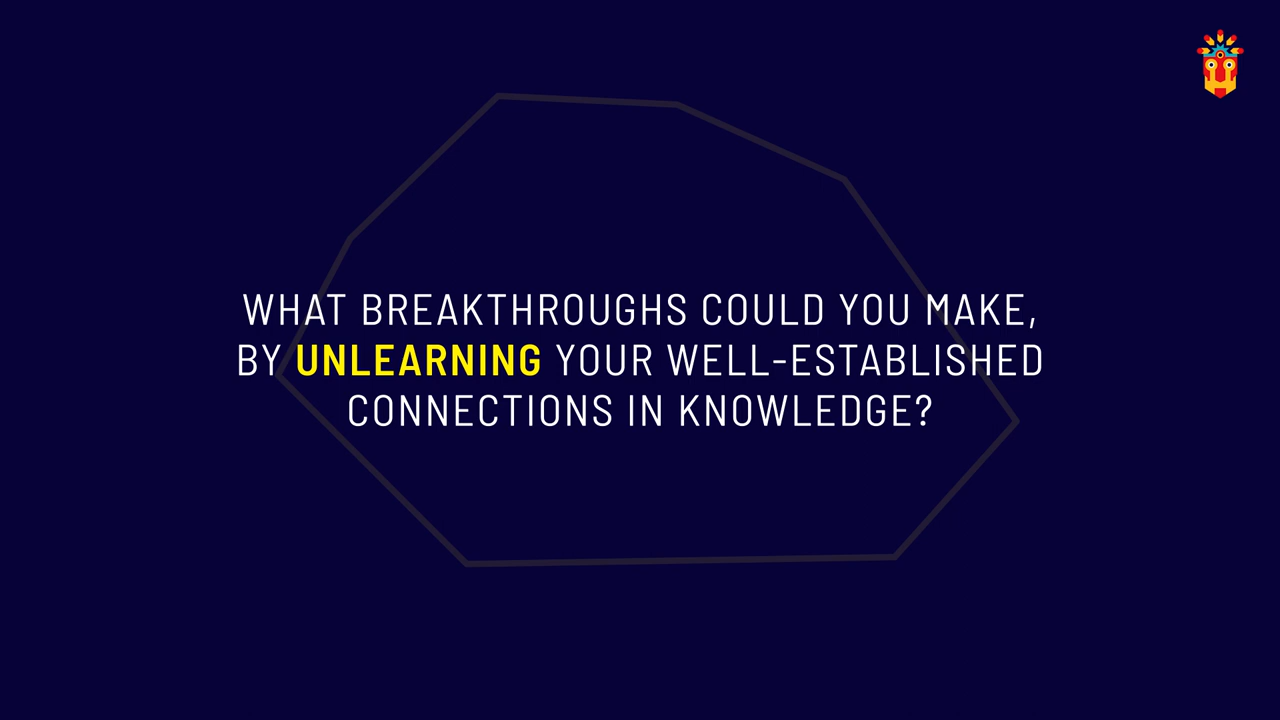 WHAT BREAKTHROUGHS COULD YOU MAKE,
BY UNLEARNING YOUR WELL-ESTABLISHED
CONNECTIONS IN KNOWLEDGE?